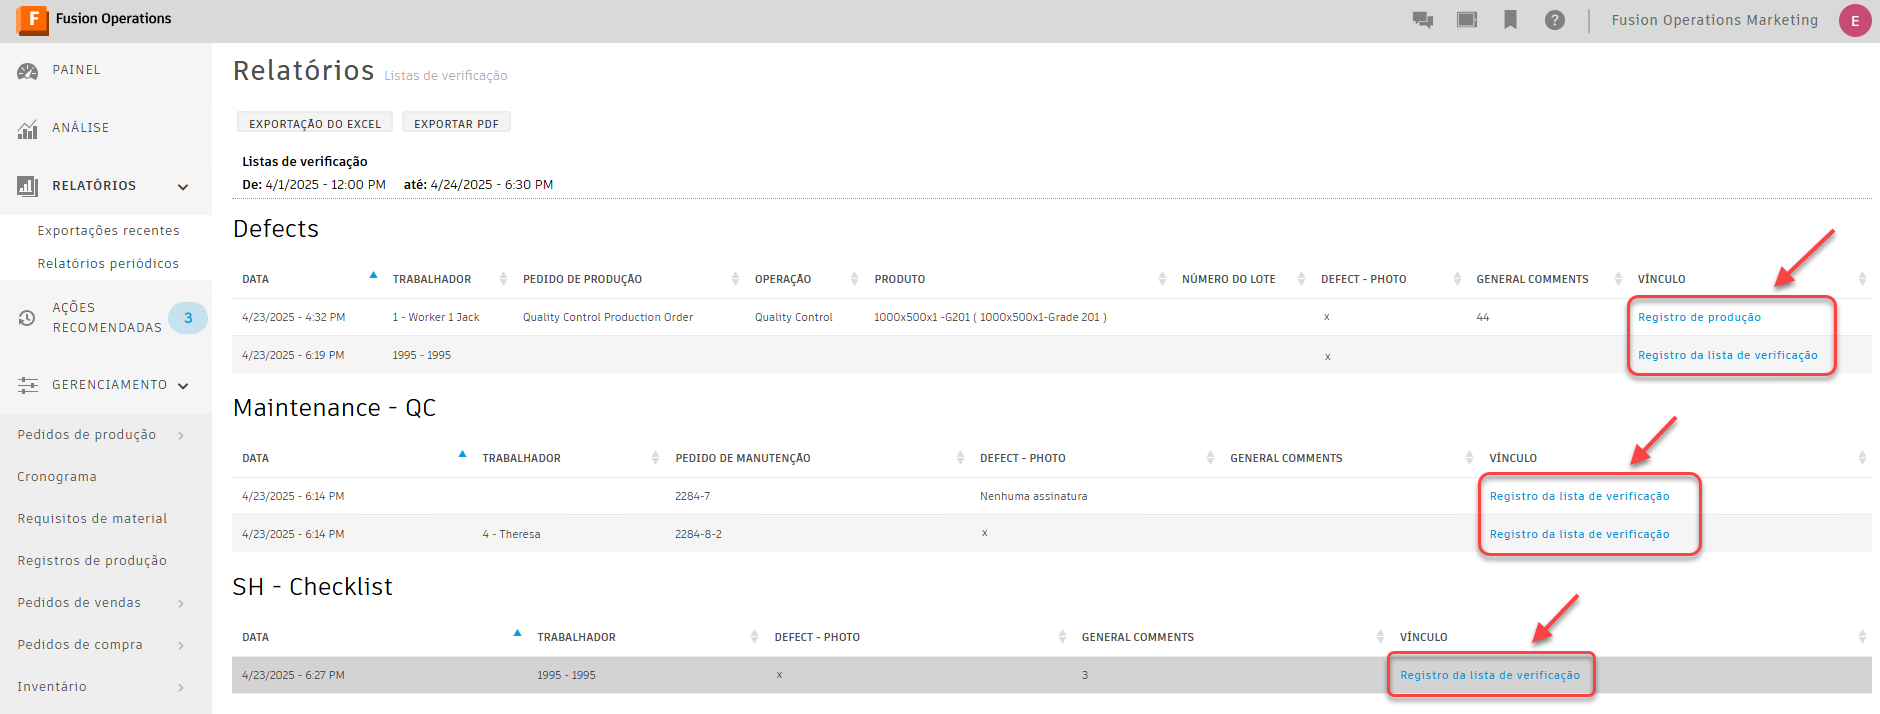 F Fusion Operations
? Fusion Operations Marketing E
PAINEL
ANÁLISE
RELATÓRIOS
Exportações recentes
Relatórios periódicos
AÇÕES
RECOMENDADAS
3
GERENCIAMENTO
Pedidos de produção
Cronograma
Requisitos de material
Registros de produção
Pedidos de vendas
Pedidos de compra
Inventário
Relatórios Listas de verificação
EXPORTAÇÃO DO EXCEL EXPORTAR PDF
Listas de verificação
De: 4/1/2025 - 12:00 PM até: 4/24/2025 - 6:30 PM
Defects
DATA TRABALHADOR PEDIDO DE PRODUÇÃO OPERAÇÃO PRODUTO NÚMERO DO LOTE DEFECT - PHOTO GENERAL COMMENTS VÍNCULO
4/23/2025 - 4:32 PM 1 - Worker 1 Jack Quality Control Production Order Quality Control 1000x500x1 -G201 ( 1000x500x1-Grade 201 ) x 44 Registro de produção
4/23/2025 - 6:19 PM 1995 - 1995 x Registro da lista de verificação
Maintenance - QC
DATA TRABALHADOR PEDIDO DE MANUTENÇÃO DEFECT - PHOTO GENERAL COMMENTS VÍNCULO
4/23/2025 - 6:14 PM 2284-7 Nenhuma assinatura Registro da lista de verificação
4/23/2025 - 6:14 PM 4 - Theresa 2284-8-2 x Registro da lista de verificação
SH - Checklist
DATA TRABALHADOR DEFECT - PHOTO GENERAL COMMENTS VÍNCULO
4/23/2025 - 6:27 PM 1995 - 1995 x 3 Registro da lista de verificação